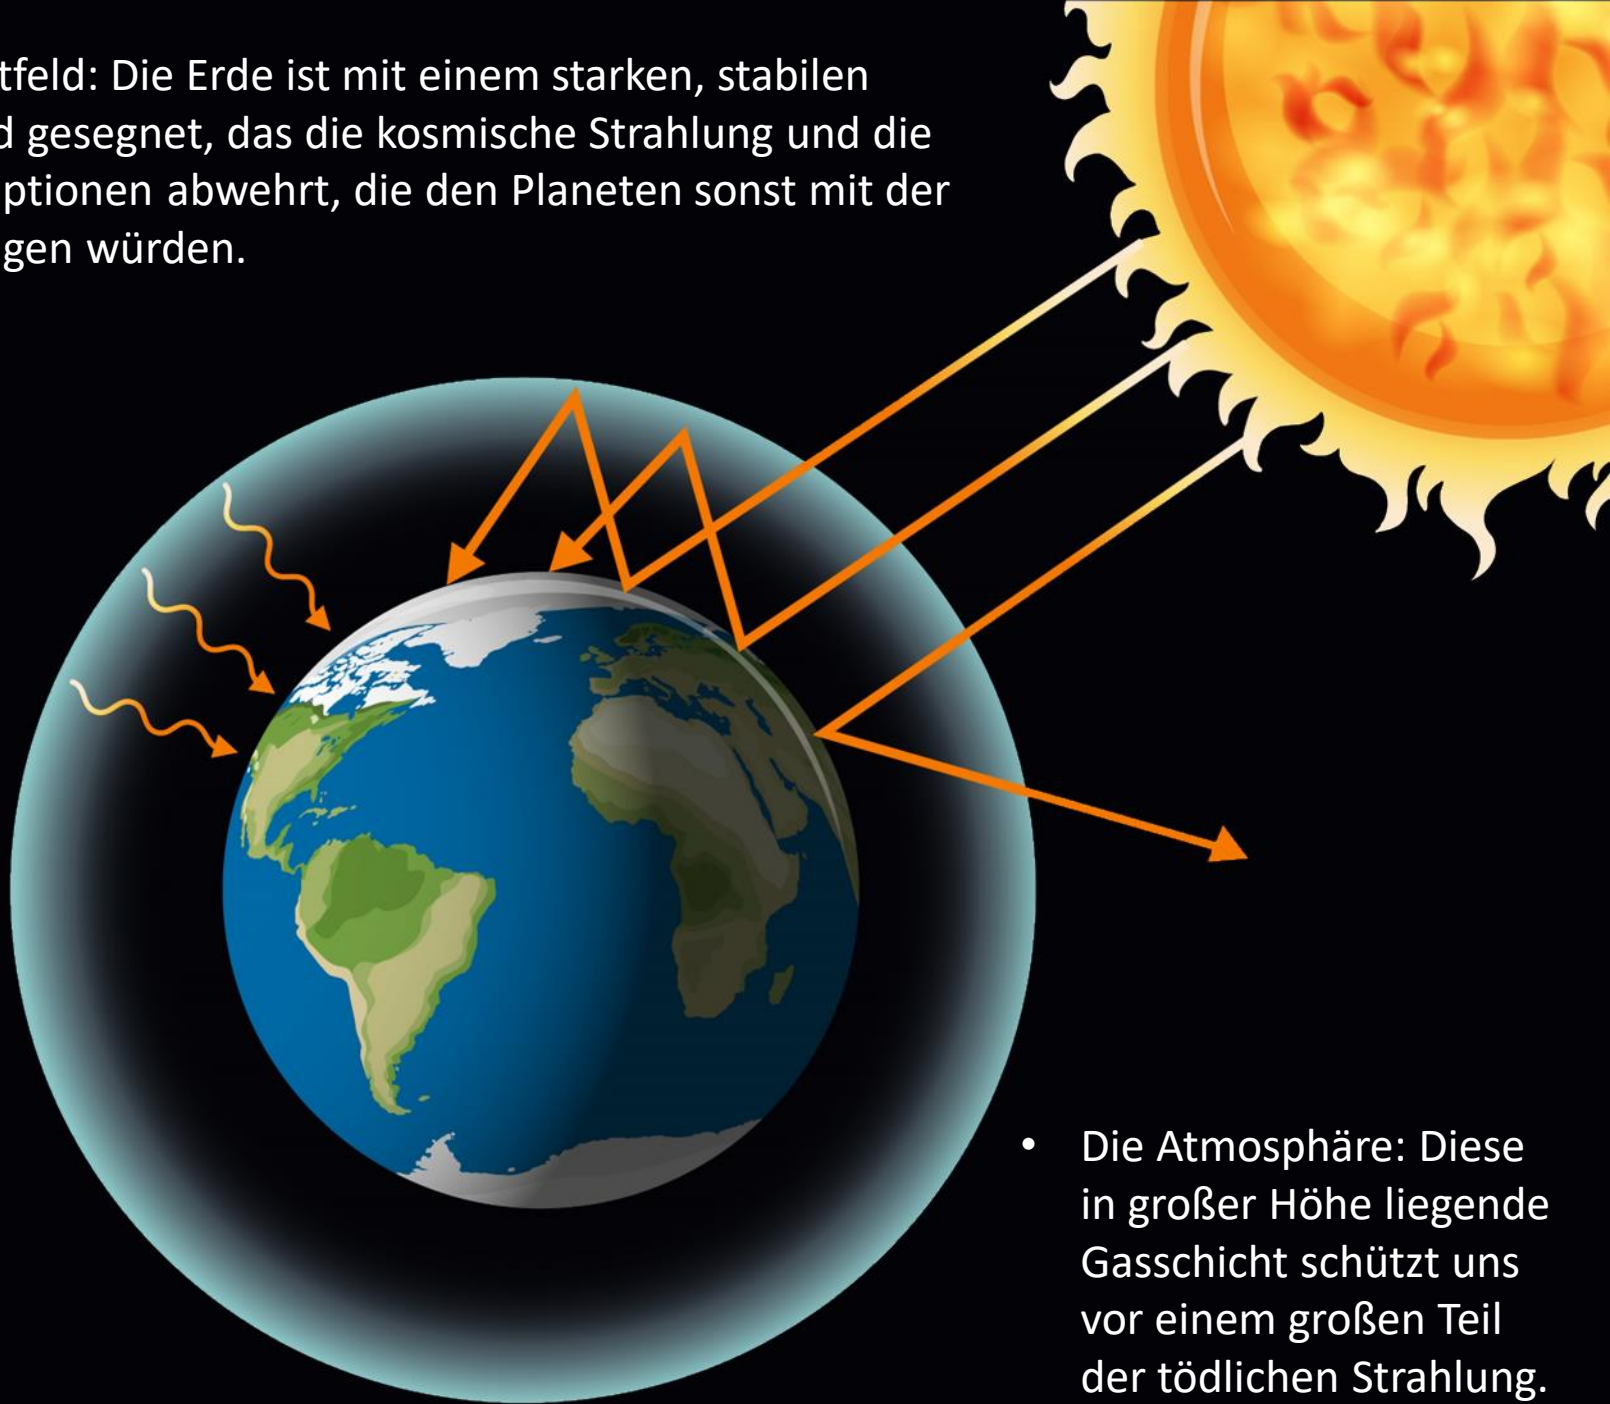 tfeld: Die Erde ist mit einem starken, stabilen
d gesegnet, das die kosmische Strahlung und die
ptionen abwehrt, die den Planeten sonst mit der
gen würden.
• Die Atmosphäre: Diese
in großer Höhe liegende
Gasschicht schützt uns
vor einem großen Teil
der tödlichen Strahlung.